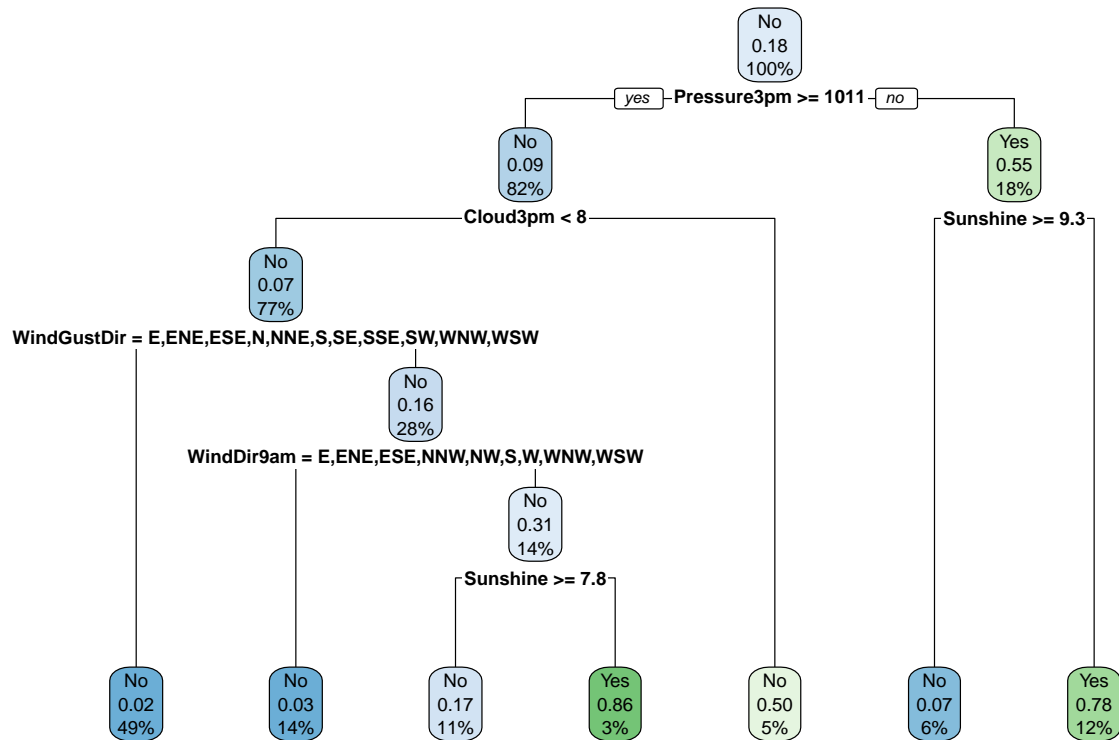 No
0.18
100%
yes Pressure3pm >= 1011 no
No
0.09
82%
Yes
0.55
18%
Cloud3pm < 8
Sunshine >= 9.3
No
0.07
77%
WindGustDir = E,ENE,ESE,N,NNE,S,SE,SSE,SW,WNW,WSW
No
0.16
28%
WindDir9am = E,ENE,ESE,NNW,NW,S,W,WNW,WSW
No
0.31
14%
Sunshine >= 7.8
No
0.02
49%
No
0.03
14%
No
0.17
11%
Yes
0.86
3%
No
0.50
5%
No
0.07
6%
Yes
0.78
12%